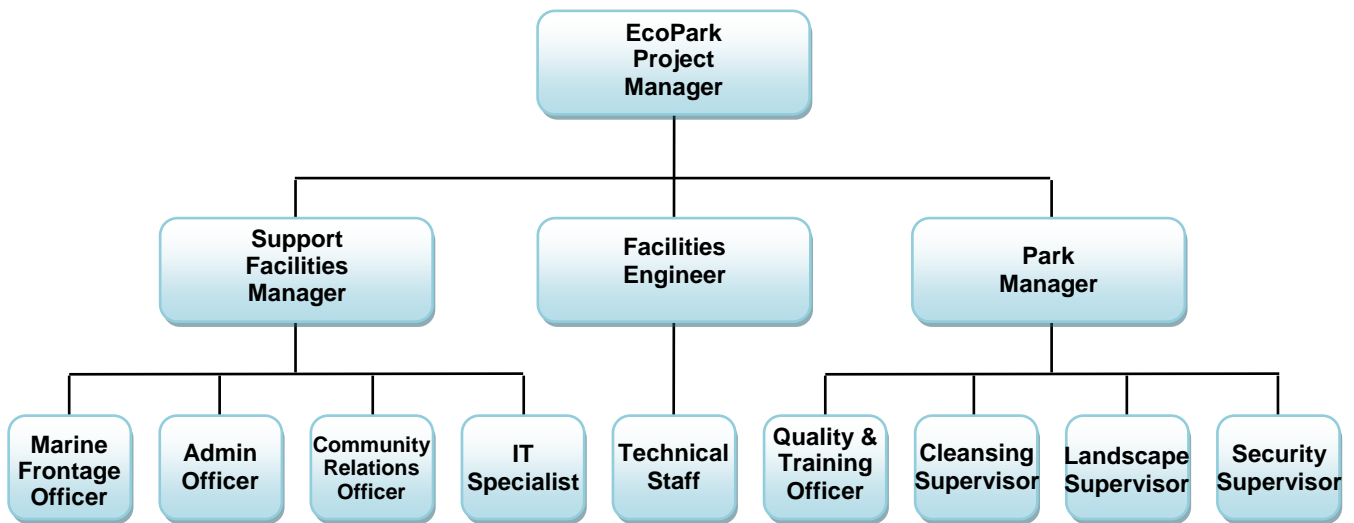 EcoPark
Project
Manager
Support
Facilities
Manager
Facilities
Engineer
Park
Manager
Marine
Frontage
Officer
Admin
Officer
Community
Relations
Officer
IT
Specialist
Technical
Staff
Quality &
Training
Officer
Cleansing
Supervisor
Landscape
Supervisor
Security
Supervisor